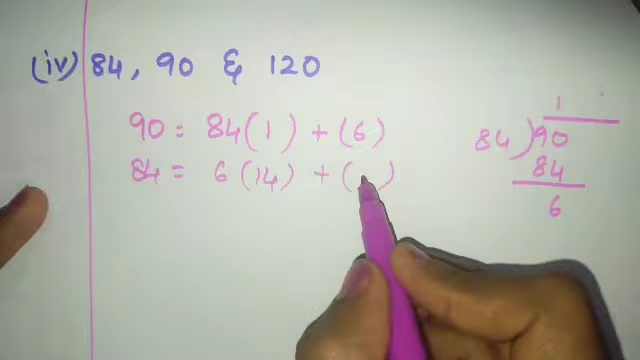 (iv) 84, 90 & 120
90 = 84(1) + (6)
84 = 6(14) + ( )
1
84)90
84
6